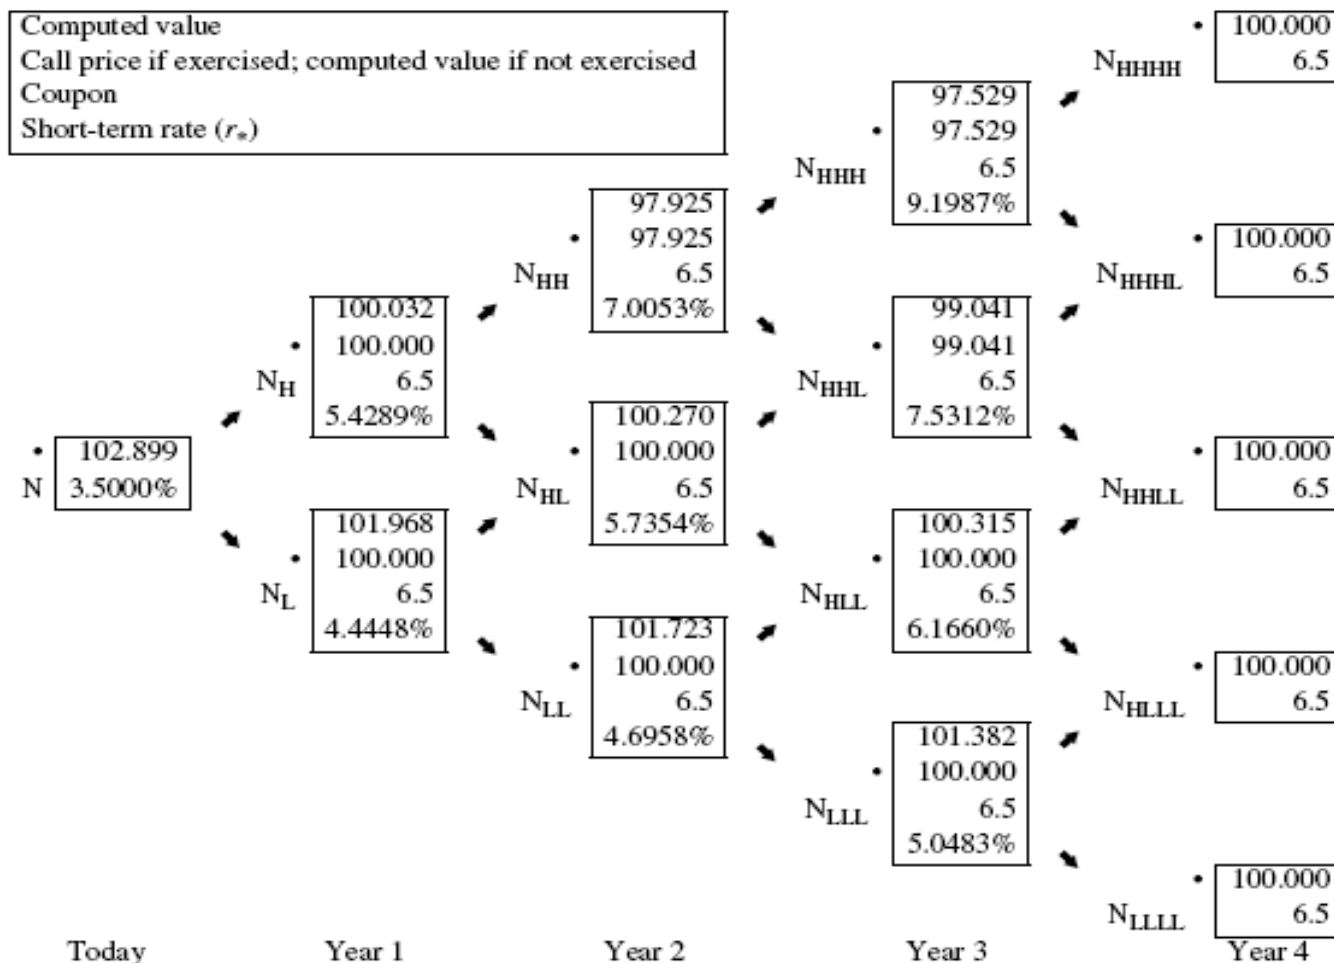 Computed value
Call price if exercised; computed value if not exercised
Coupon
Short-term rate (r*)
• 100.000
N_HHHH 6.5
97.529
• 97.529
N_HHH 6.5
9.1987%
97.925
• 97.925
N_HH 6.5
7.0053%
• 100.000
N_HHHL 6.5
100.032
• 100.000
N_H 6.5
5.4289%
99.041
• 99.041
N_HHL 6.5
7.5312%
• 102.899
N 3.5000%
100.270
• 100.000
N_HL 6.5
5.7354%
• 100.000
N_HHLL 6.5
101.968
• 100.000
N_L 6.5
4.4448%
100.315
• 100.000
N_HLL 6.5
6.1660%
101.723
• 100.000
N_LL 6.5
4.6958%
• 100.000
N_HLLL 6.5
101.382
• 100.000
N_LLL 6.5
5.0483%
• 100.000
N_LLLL 6.5
Today Year 1 Year 2 Year 3 Year 4